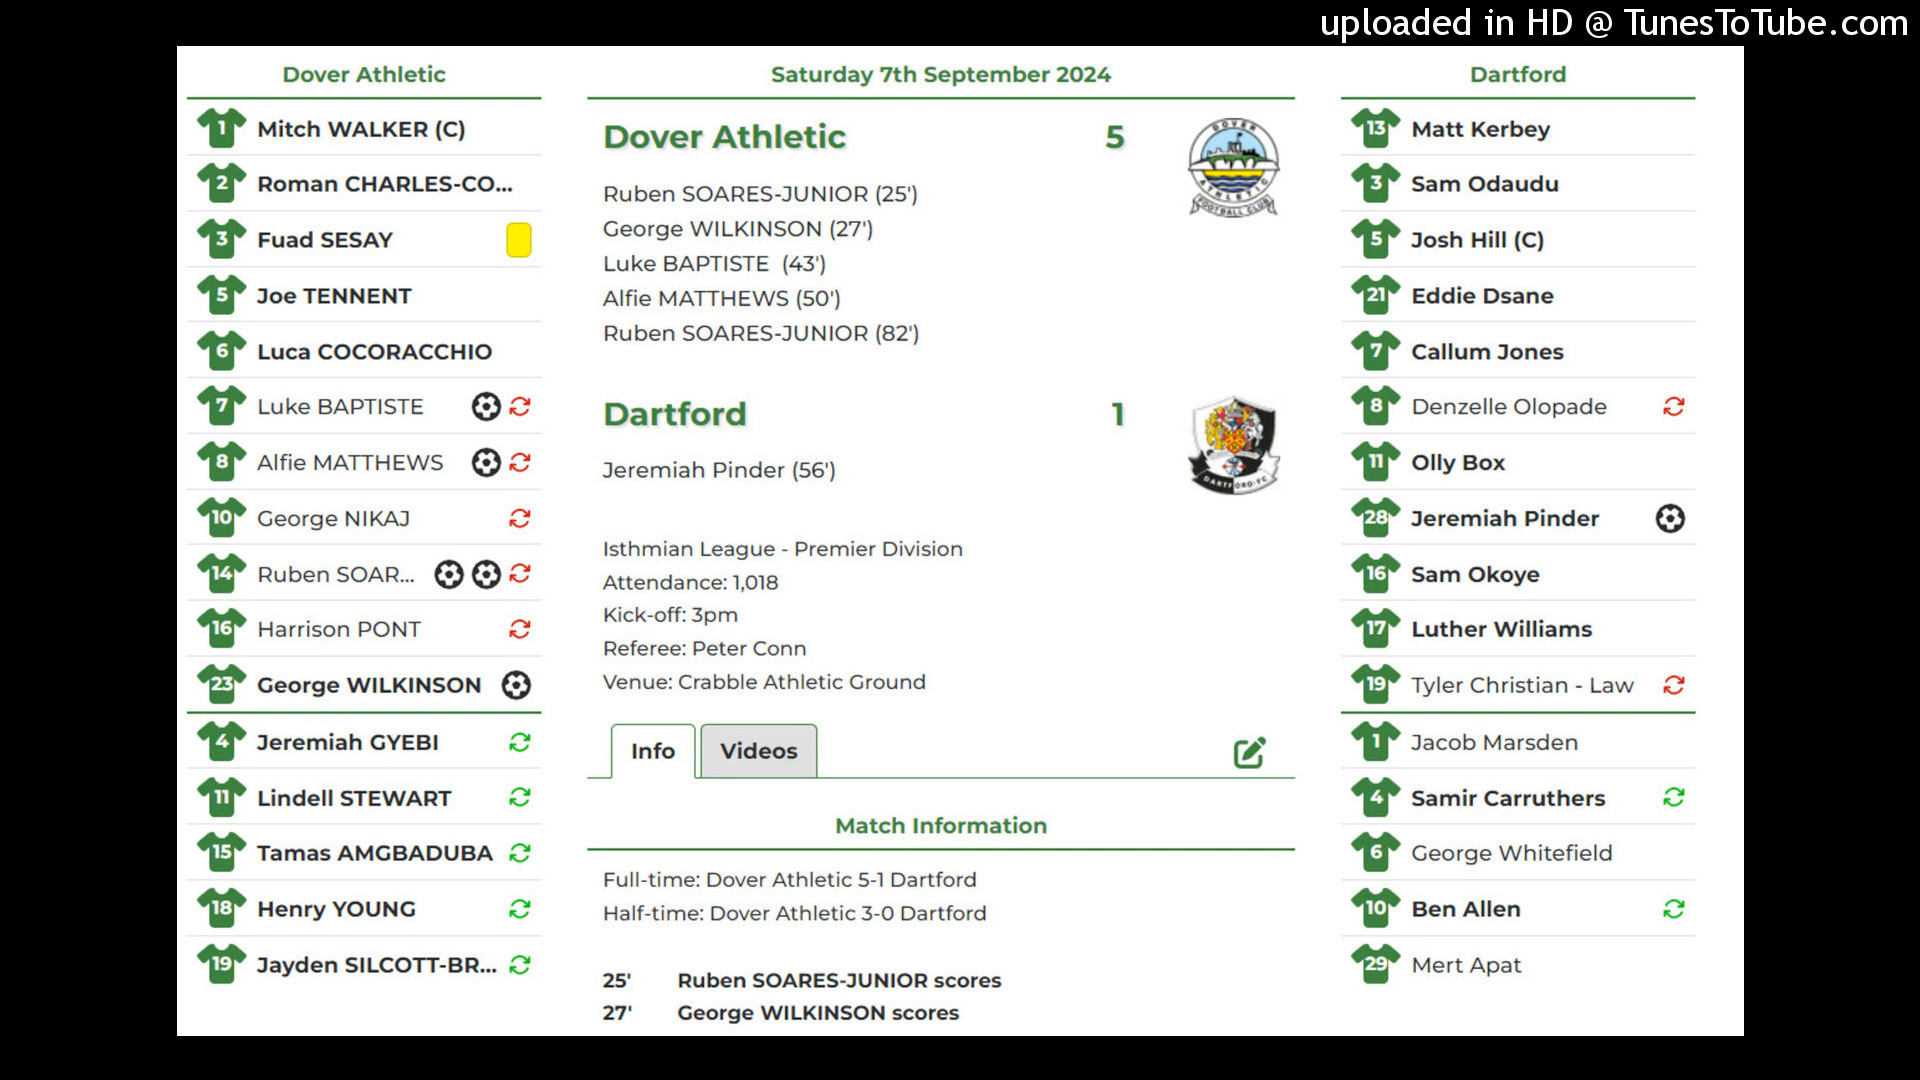 uploaded in HD @ TunesToTube.com
Dover Athletic
1 Mitch WALKER (C)
2 Roman CHARLES-CO...
3 Fuad SESAY
5 Joe TENNENT
6 Luca COCORACCHIO
7 Luke BAPTISTE
8 Alfie MATTHEWS
10 George NIKAJ
14 Ruben SOAR...
16 Harrison PONT
23 George WILKINSON
4 Jeremiah GYEBI
11 Lindell STEWART
15 Tamas AMGBADUBA
18 Henry YOUNG
19 Jayden SILCOTT-BR...
Saturday 7th September 2024
Dover Athletic 5
DOVER
ATHLETIC
FOOTBALL CLUB
Ruben SOARES-JUNIOR (25')
George WILKINSON (27')
Luke BAPTISTE (43')
Alfie MATTHEWS (50')
Ruben SOARES-JUNIOR (82')
Dartford 1
DARTFORD FC
Jeremiah Pinder (56')
Isthmian League - Premier Division
Attendance: 1,018
Kick-off: 3pm
Referee: Peter Conn
Venue: Crabble Athletic Ground
Info Videos
Match Information
Full-time: Dover Athletic 5-1 Dartford
Half-time: Dover Athletic 3-0 Dartford
25' Ruben SOARES-JUNIOR scores
27' George WILKINSON scores
Dartford
13 Matt Kerbey
3 Sam Odaudu
5 Josh Hill (C)
21 Eddie Dsane
7 Callum Jones
8 Denzelle Olopade
11 Olly Box
28 Jeremiah Pinder
16 Sam Okoye
17 Luther Williams
19 Tyler Christian - Law
1 Jacob Marsden
4 Samir Carruthers
6 George Whitefield
10 Ben Allen
29 Mert Apat